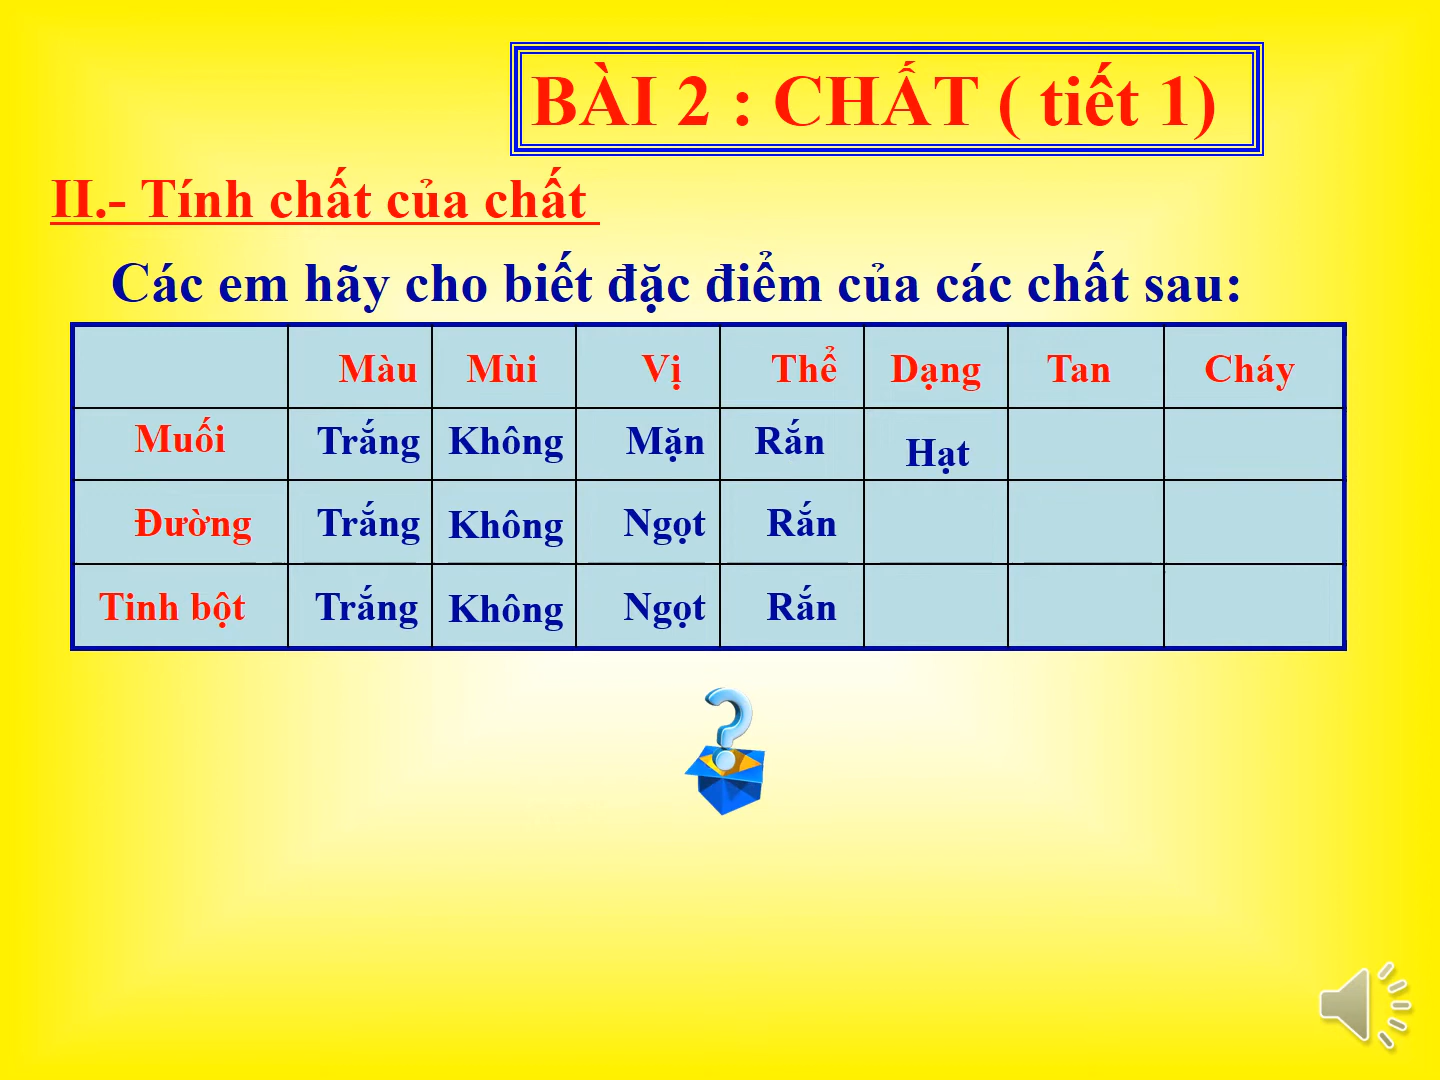 BÀI 2 : CHẤT ( tiết 1)
II.- Tính chất của chất
Các em hãy cho biết đặc điểm của các chất sau:
Màu Mùi Vị Thể Dạng Tan Cháy
Muối Trắng Không Mặn Rắn Hạt
Đường Trắng Không Ngọt Rắn
Tinh bột Trắng Không Ngọt Rắn